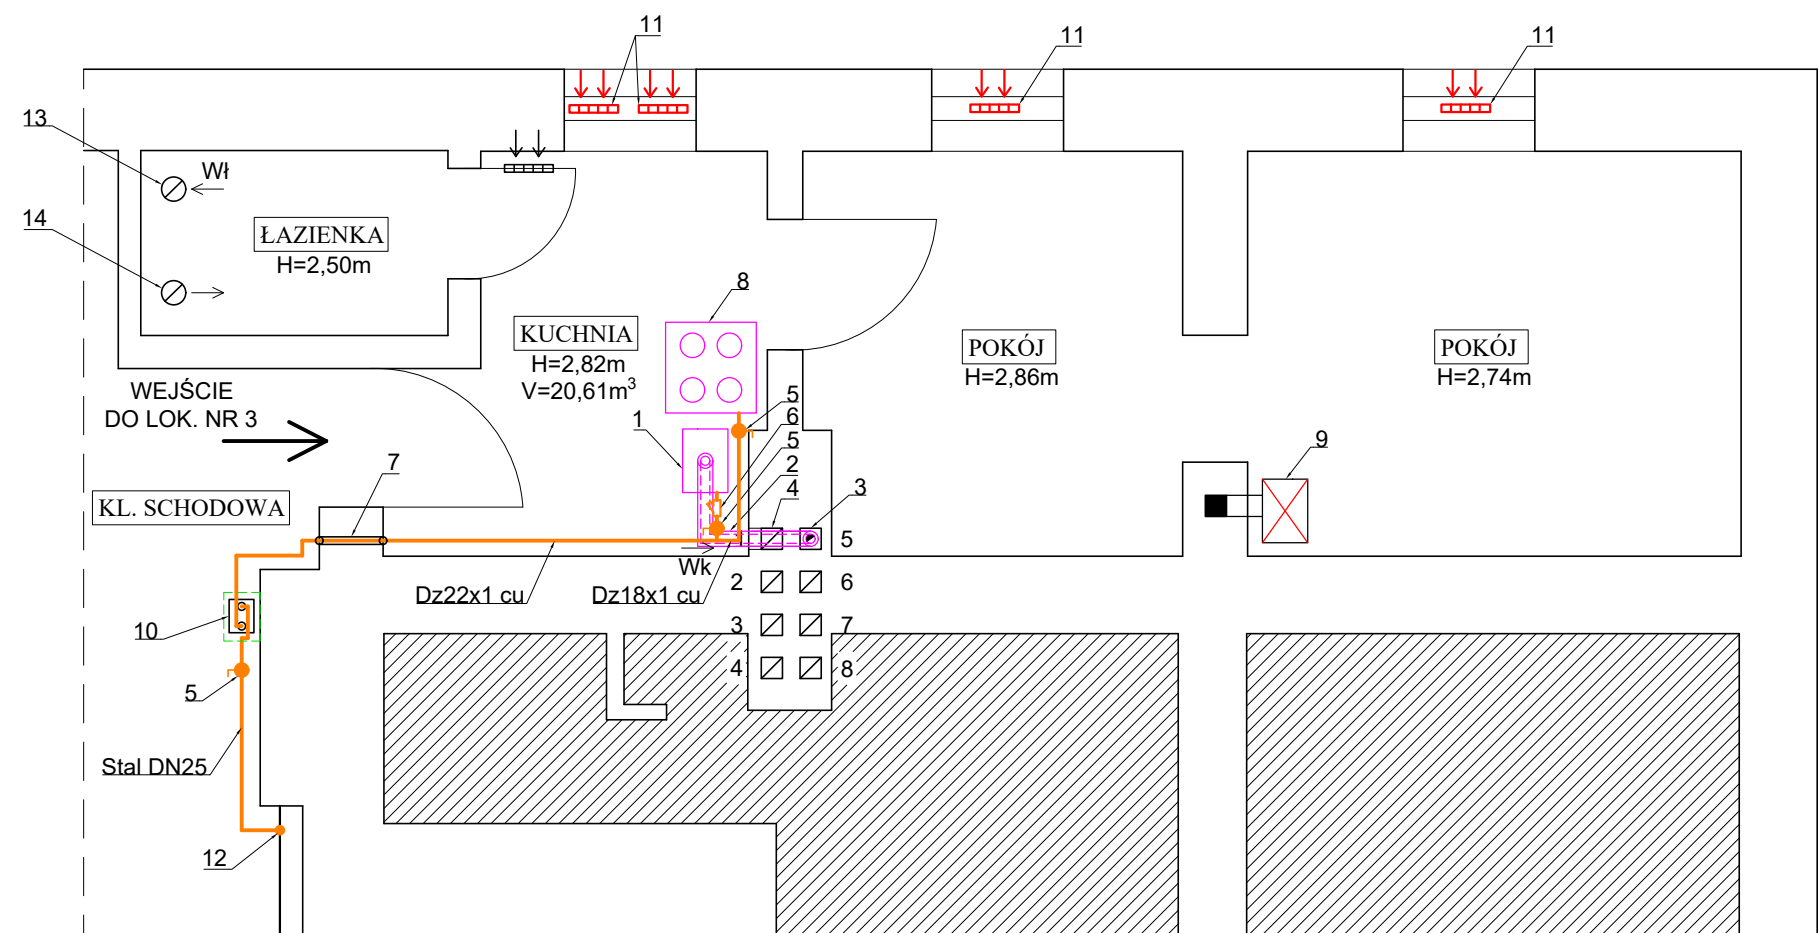 11
11
11
13
Wł
14
ŁAZIENKA
H=2,50m
8
KUCHNIA
H=2,82m
V=20,61m³
POKÓJ
H=2,86m
POKÓJ
H=2,74m
WEJŚCIE
DO LOK. NR 3
5
6
5
2
4
3
1
7
9
KL. SCHODOWA
5
Wk
Dz22x1 cu
Dz18x1 cu
2
6
3
7
4
8
10
5
Stal DN25
12